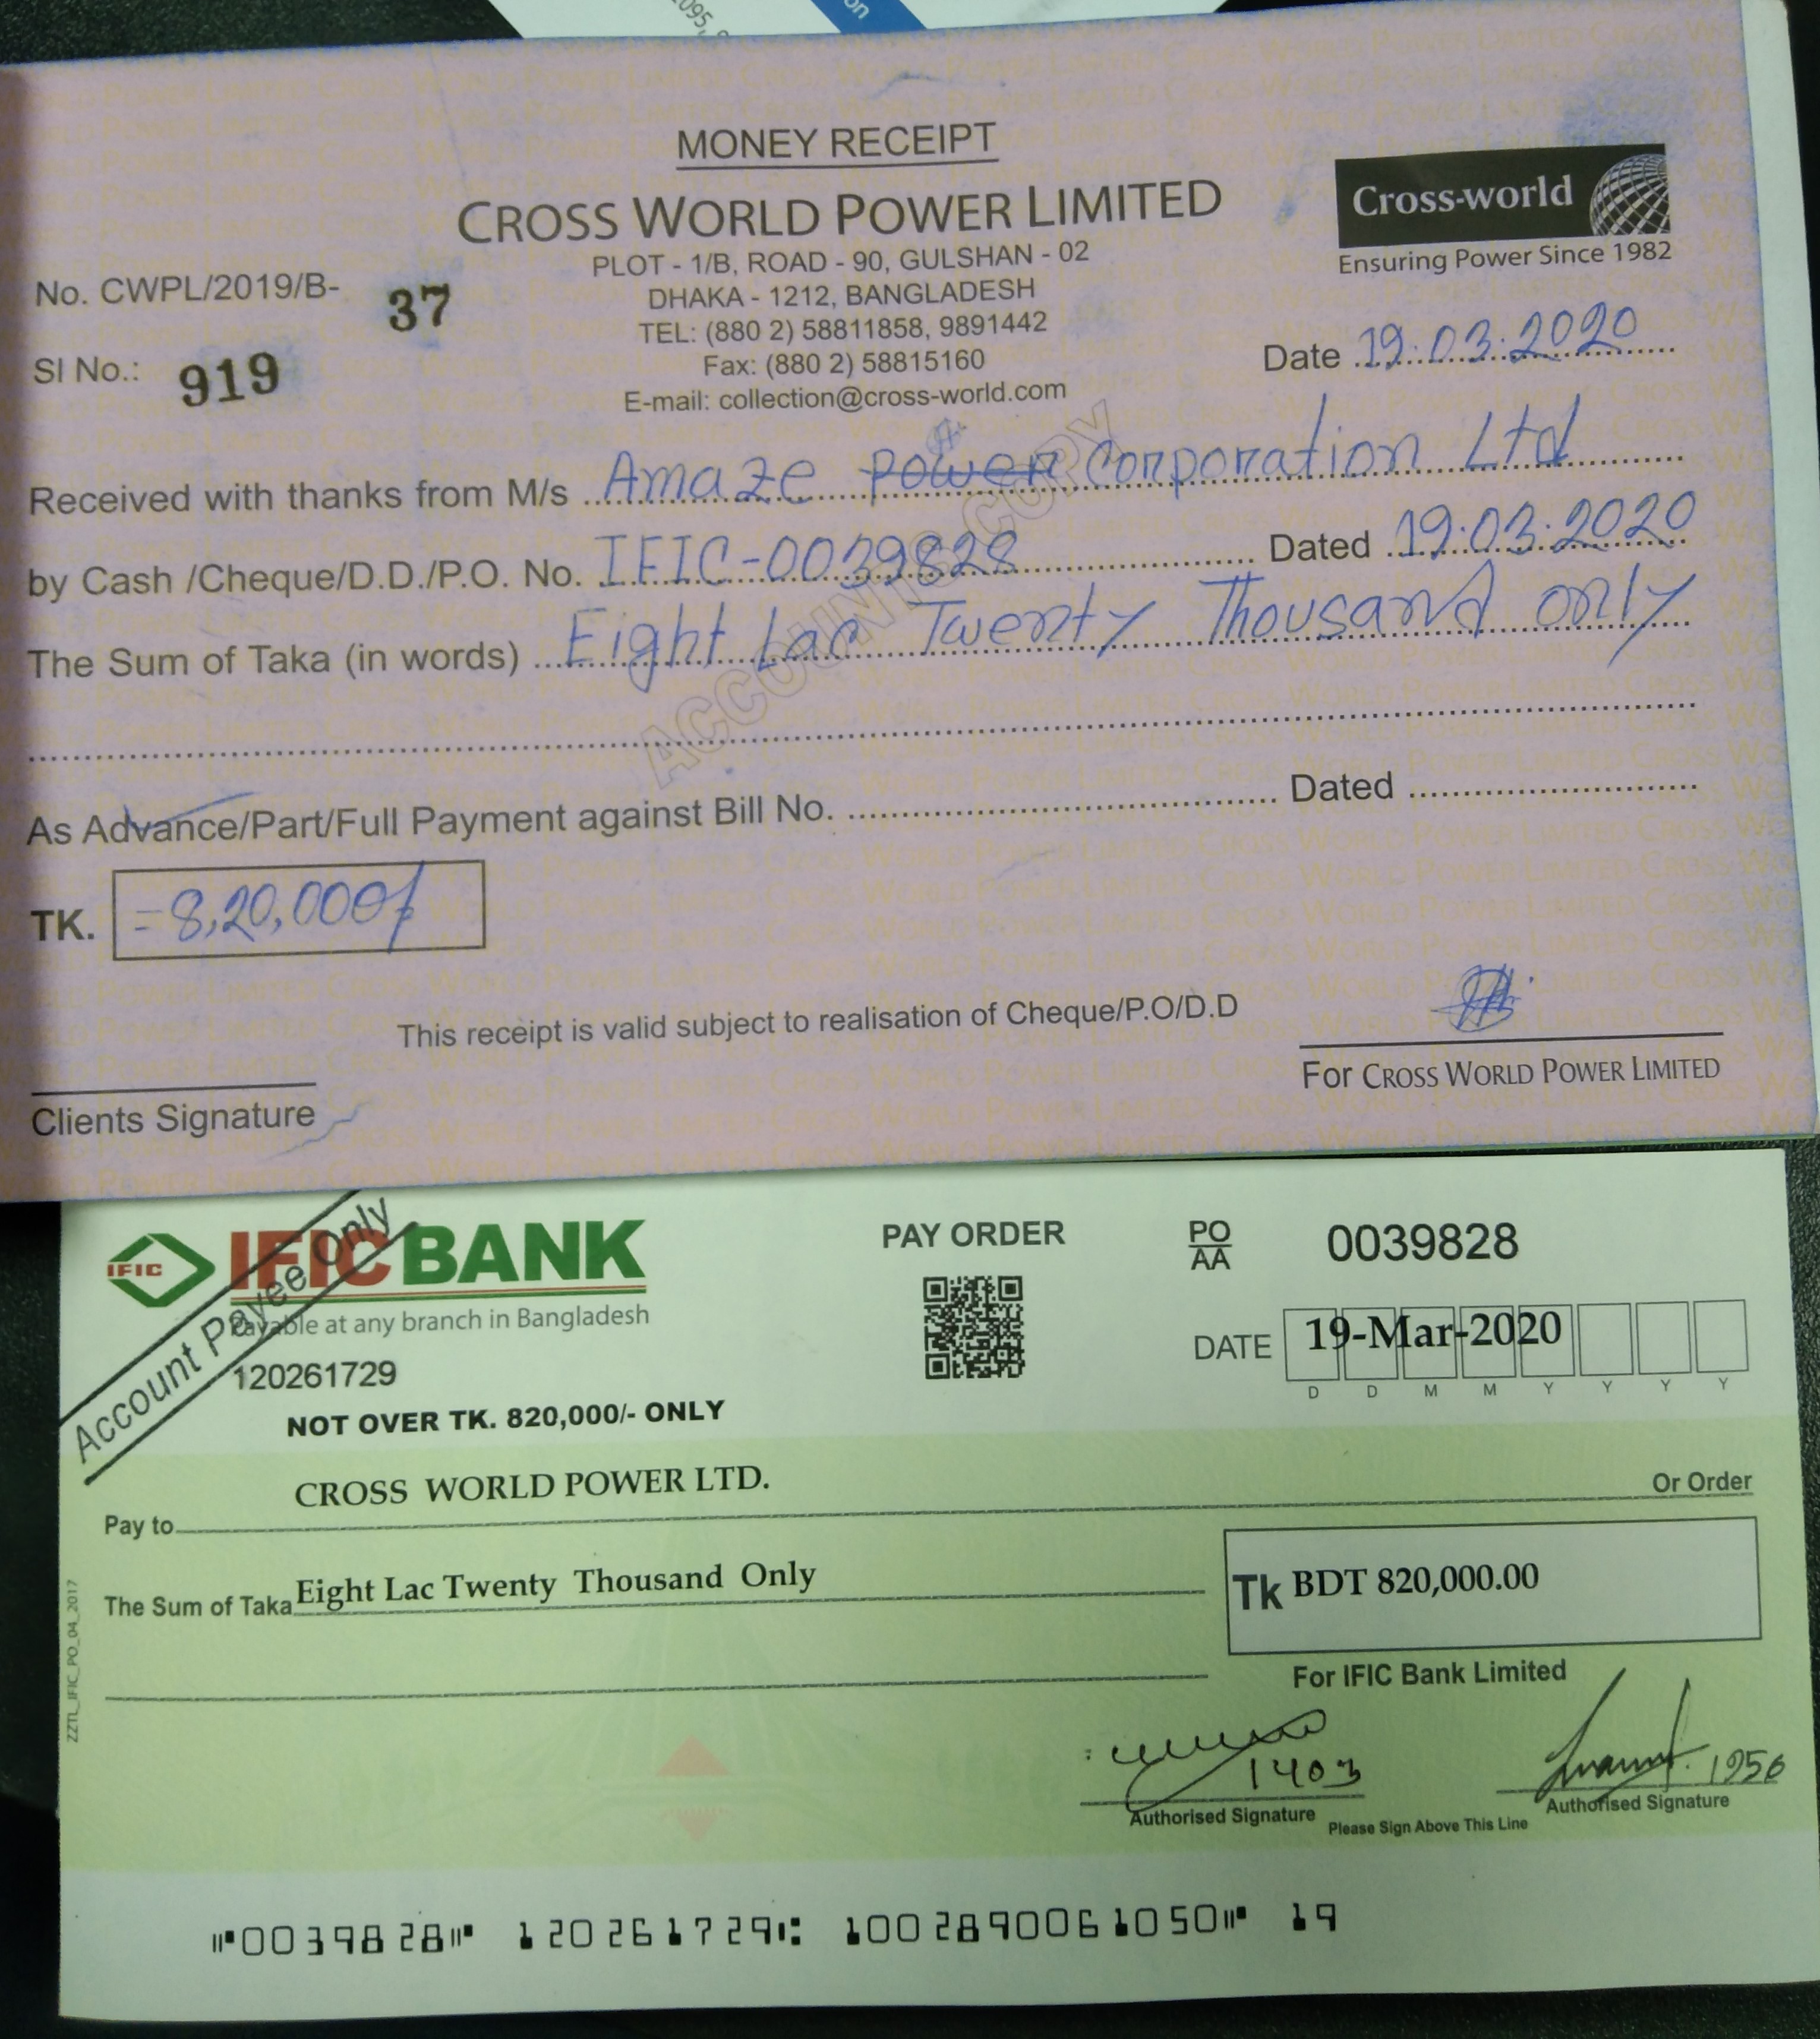 095,
on
MONEY RECEIPT
CROSS WORLD POWER LIMITED
PLOT - 1/B, ROAD - 90, GULSHAN - 02
DHAKA - 1212, BANGLADESH
TEL: (880 2) 58811858, 9891442
Fax: (880 2) 58815160
E-mail: collection@cross-world.com
Cross-world
Ensuring Power Since 1982
No. CWPL/2019/B- 37
Sl No.: 919
Date 19.03.2020
Received with thanks from M/s Amaze Power Corporation Ltd
by Cash /Cheque/D.D./P.O. No. IFIC-0039828 Dated 19.03.2020
The Sum of Taka (in words) Eight Lac Twenty Thousand only
ACCOUNTS COPY
As Advance/Part/Full Payment against Bill No. Dated
TK. =8,20,000/-
This receipt is valid subject to realisation of Cheque/P.O/D.D
Clients Signature
For CROSS WORLD POWER LIMITED
Account Payee Only
IFIC
IFIC BANK
Payable at any branch in Bangladesh
120261729
NOT OVER TK. 820,000/- ONLY
PAY ORDER
PO
AA
0039828
DATE 19-Mar-2020
D D M M Y Y Y Y
Pay to CROSS WORLD POWER LTD. Or Order
The Sum of Taka Eight Lac Twenty Thousand Only
Tk BDT 820,000.00
For IFIC Bank Limited
1403
1956
Authorised Signature
Please Sign Above This Line
Authorised Signature
ZZTL_IFIC_PO_04_2017
⑈0039828⑈ 120261729⑆ 1002890061050⑈ 19